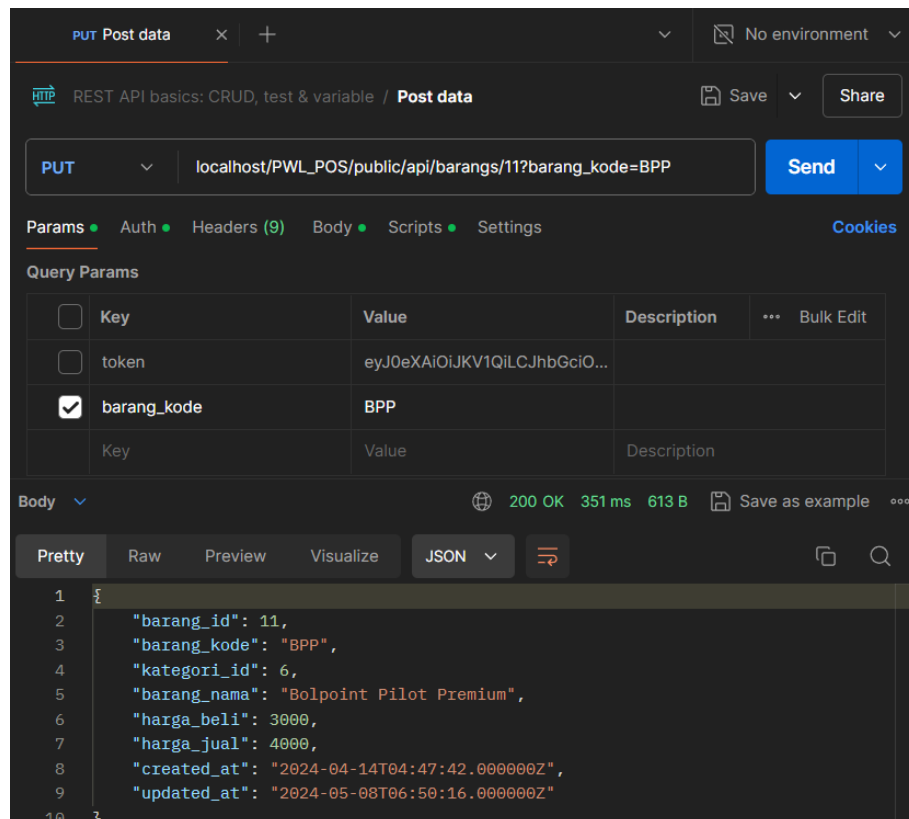 PUT Post data
No environment
HTTP REST API basics: CRUD, test & variable / Post data Save Share
PUT localhost/PWL_POS/public/api/barangs/11?barang_kode=BPP Send
Params Auth Headers (9) Body Scripts Settings Cookies
Query Params
Key Value Description Bulk Edit
token eyJ0eXAiOiJKV1QiLCJhbGciO...
barang_kode BPP
Key Value Description
Body 200 OK 351 ms 613 B Save as example
Pretty Raw Preview Visualize JSON
1 {
2 "barang_id": 11,
3 "barang_kode": "BPP",
4 "kategori_id": 6,
5 "barang_nama": "Bolpoint Pilot Premium",
6 "harga_beli": 3000,
7 "harga_jual": 4000,
8 "created_at": "2024-04-14T04:47:42.000000Z",
9 "updated_at": "2024-05-08T06:50:16.000000Z"
10 }